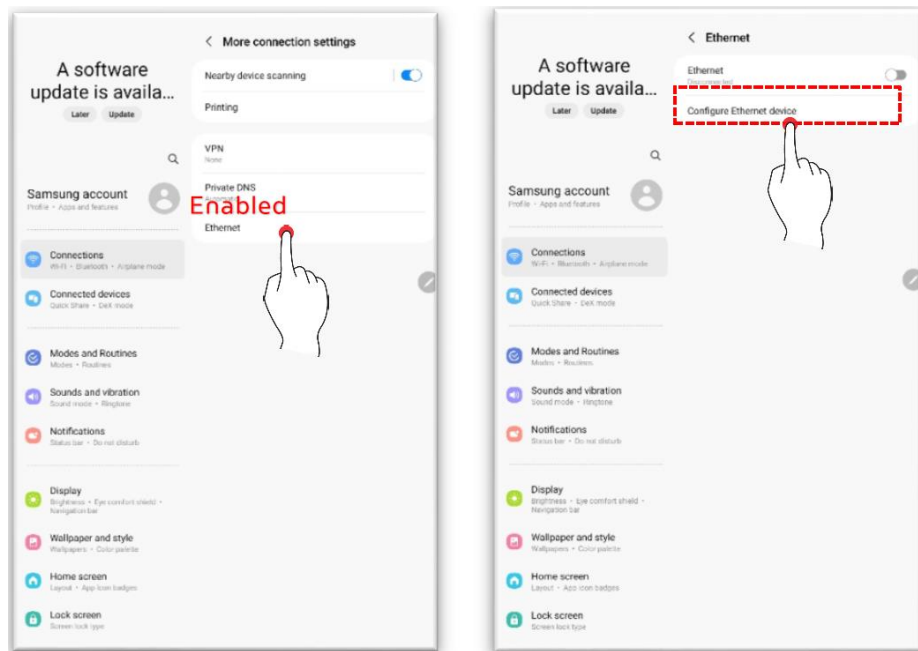 More connection settings
A software
update is availa...
Later Update
Nearby device scanning
Printing
VPN
None
Private DNS
Enabled
Ethernet
Samsung account
Profile • Apps and features
Connections
Wi-Fi • Bluetooth • Airplane mode
Connected devices
Quick Share • DeX mode
Modes and Routines
Modes • Routines
Sounds and vibration
Sound mode • Ringtone
Notifications
Status bar • Do not disturb
Display
Brightness • Eye comfort shield •
Navigation bar
Wallpaper and style
Wallpapers • Color palette
Home screen
Layout • App icon badges
Lock screen
Screen lock type
Ethernet
A software
update is availa...
Later Update
Ethernet
Configure Ethernet device
Samsung account
Profile • Apps and features
Connections
Wi-Fi • Bluetooth • Airplane mode
Connected devices
Quick Share • DeX mode
Modes and Routines
Modes • Routines
Sounds and vibration
Sound mode • Ringtone
Notifications
Status bar • Do not disturb
Display
Brightness • Eye comfort shield •
Navigation bar
Wallpaper and style
Wallpapers • Color palette
Home screen
Layout • App icon badges
Lock screen
Screen lock type